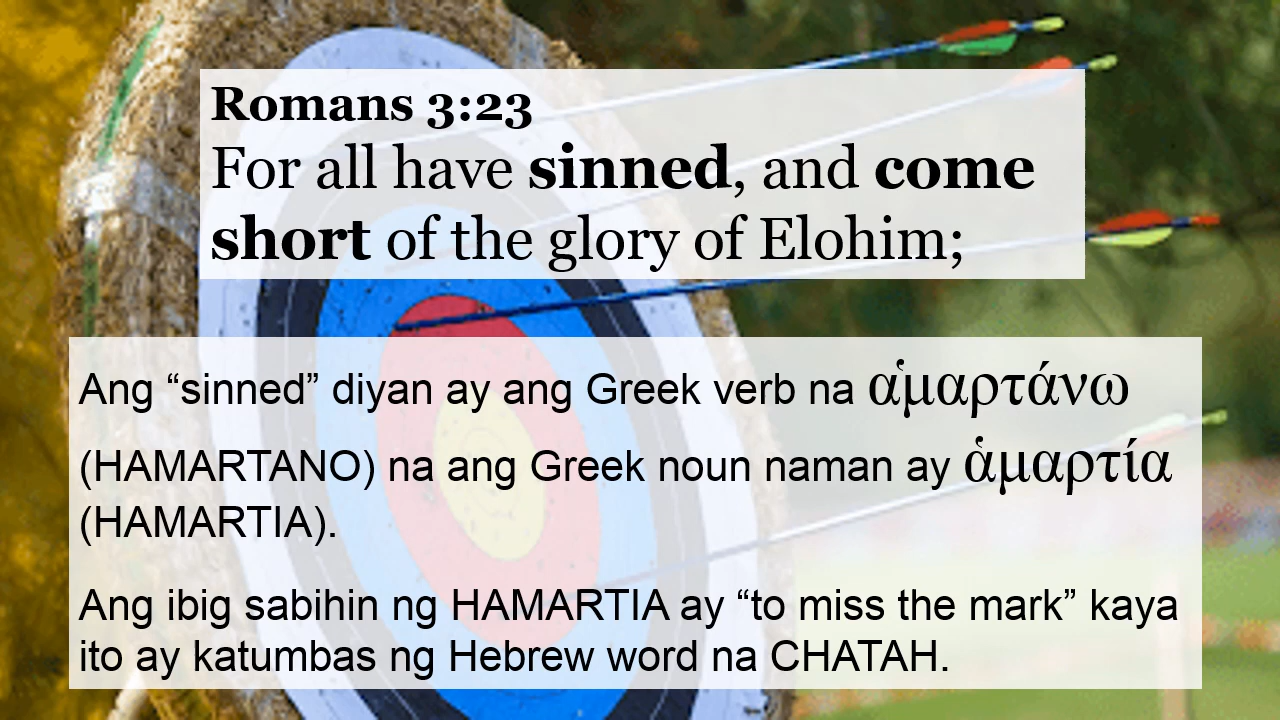 Romans 3:23
For all have sinned, and come
short of the glory of Elohim;
Ang “sinned” diyan ay ang Greek verb na ἁμαρτάνω
(HAMARTANO) na ang Greek noun naman ay ἁμαρτία
(HAMARTIA).
Ang ibig sabihin ng HAMARTIA ay “to miss the mark” kaya
ito ay katumbas ng Hebrew word na CHATAH.